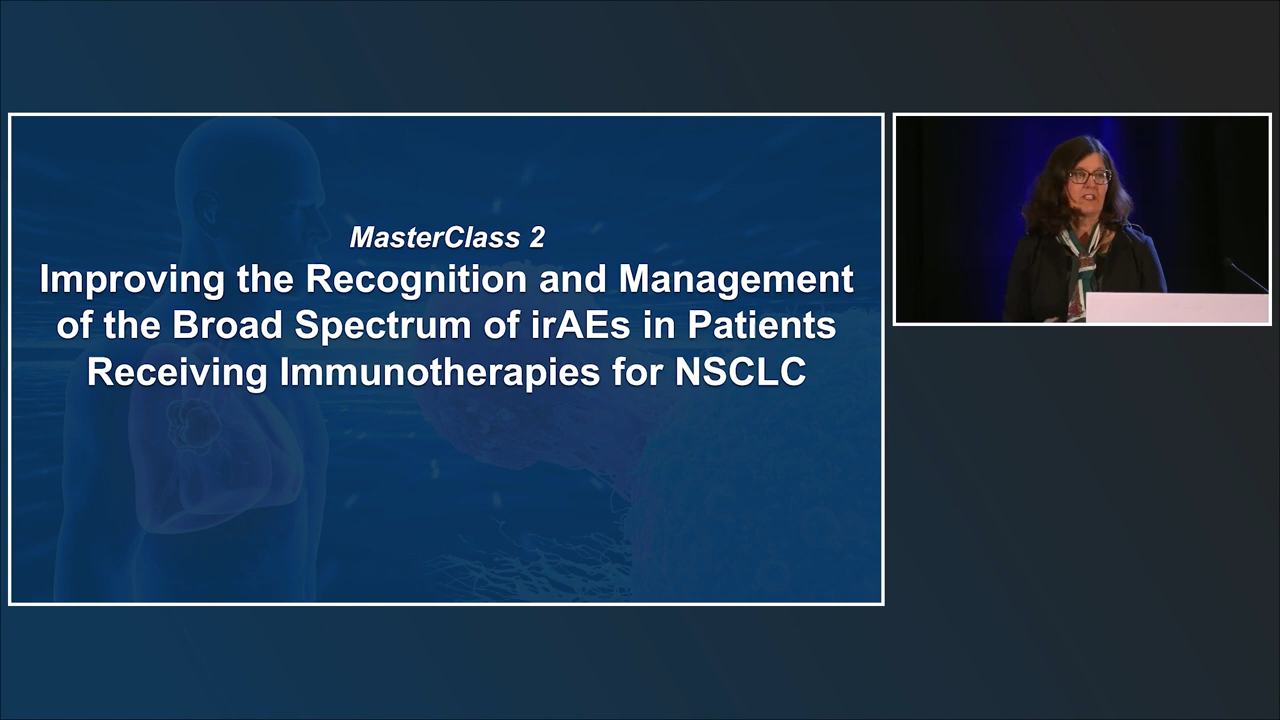 MasterClass 2
Improving the Recognition and Management
of the Broad Spectrum of irAEs in Patients
Receiving Immunotherapies for NSCLC